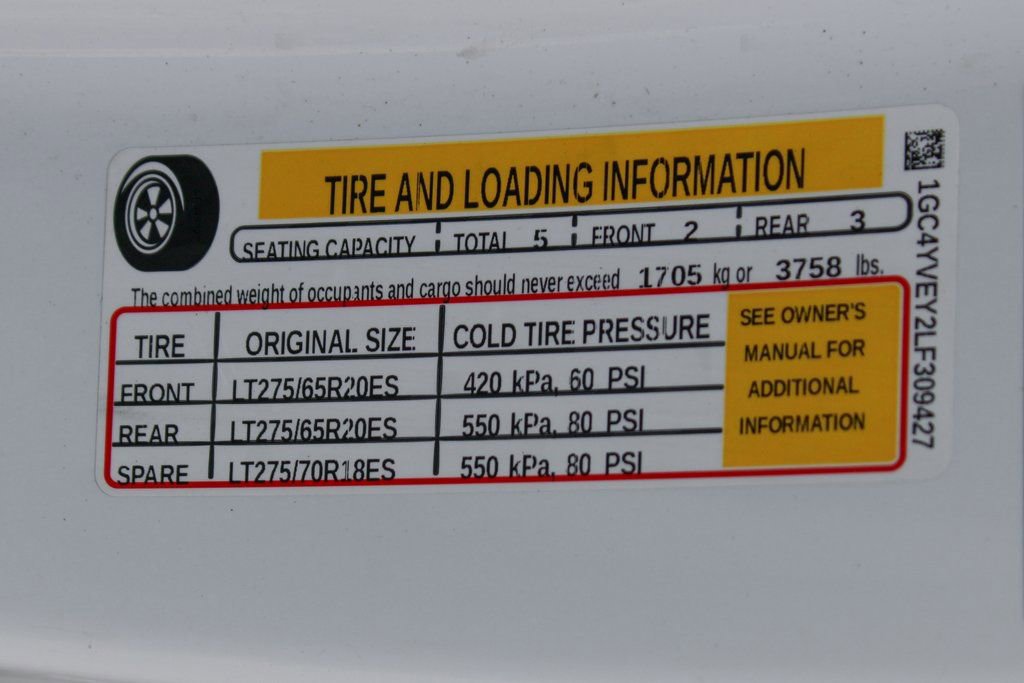 TIRE AND LOADING INFORMATION
SEATING CAPACITY TOTAL 5 FRONT 2 REAR 3
The combined weight of occupants and cargo should never exceed 1705 kg or 3758 lbs.
TIRE ORIGINAL SIZE COLD TIRE PRESSURE
FRONT LT275/65R20ES 420 kPa, 60 PSI
REAR LT275/65R20ES 550 kPa, 80 PSI
SPARE LT275/70R18ES 550 kPa, 80 PSI
SEE OWNER'S
MANUAL FOR
ADDITIONAL
INFORMATION
1GC4YVEY2LF309427